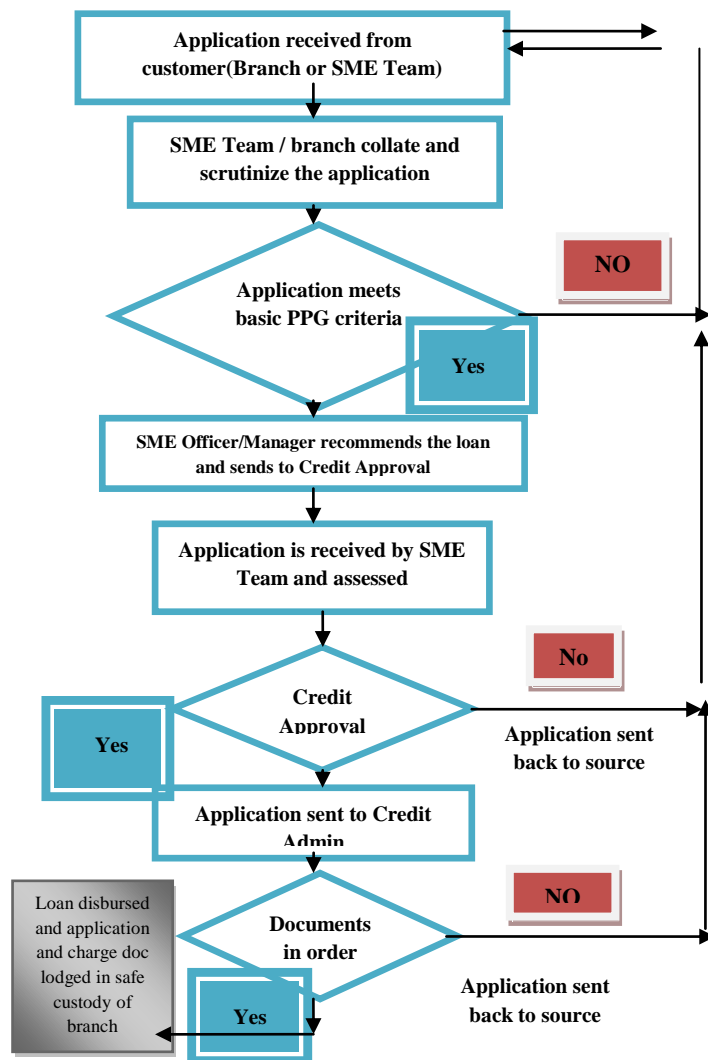 Application received from
customer(Branch or SME Team)
SME Team / branch collate and
scrutinize the application
NO
Application meets
basic PPG criteria
Yes
SME Officer/Manager recommends the loan
and sends to Credit Approval
Application is received by SME
Team and assessed
No
Credit
Approval
Yes
Application sent
back to source
Application sent to Credit
Admin
NO
Loan disbursed
and application
and charge doc
lodged in safe
custody of
branch
Documents
in order
Application sent
back to source
Yes